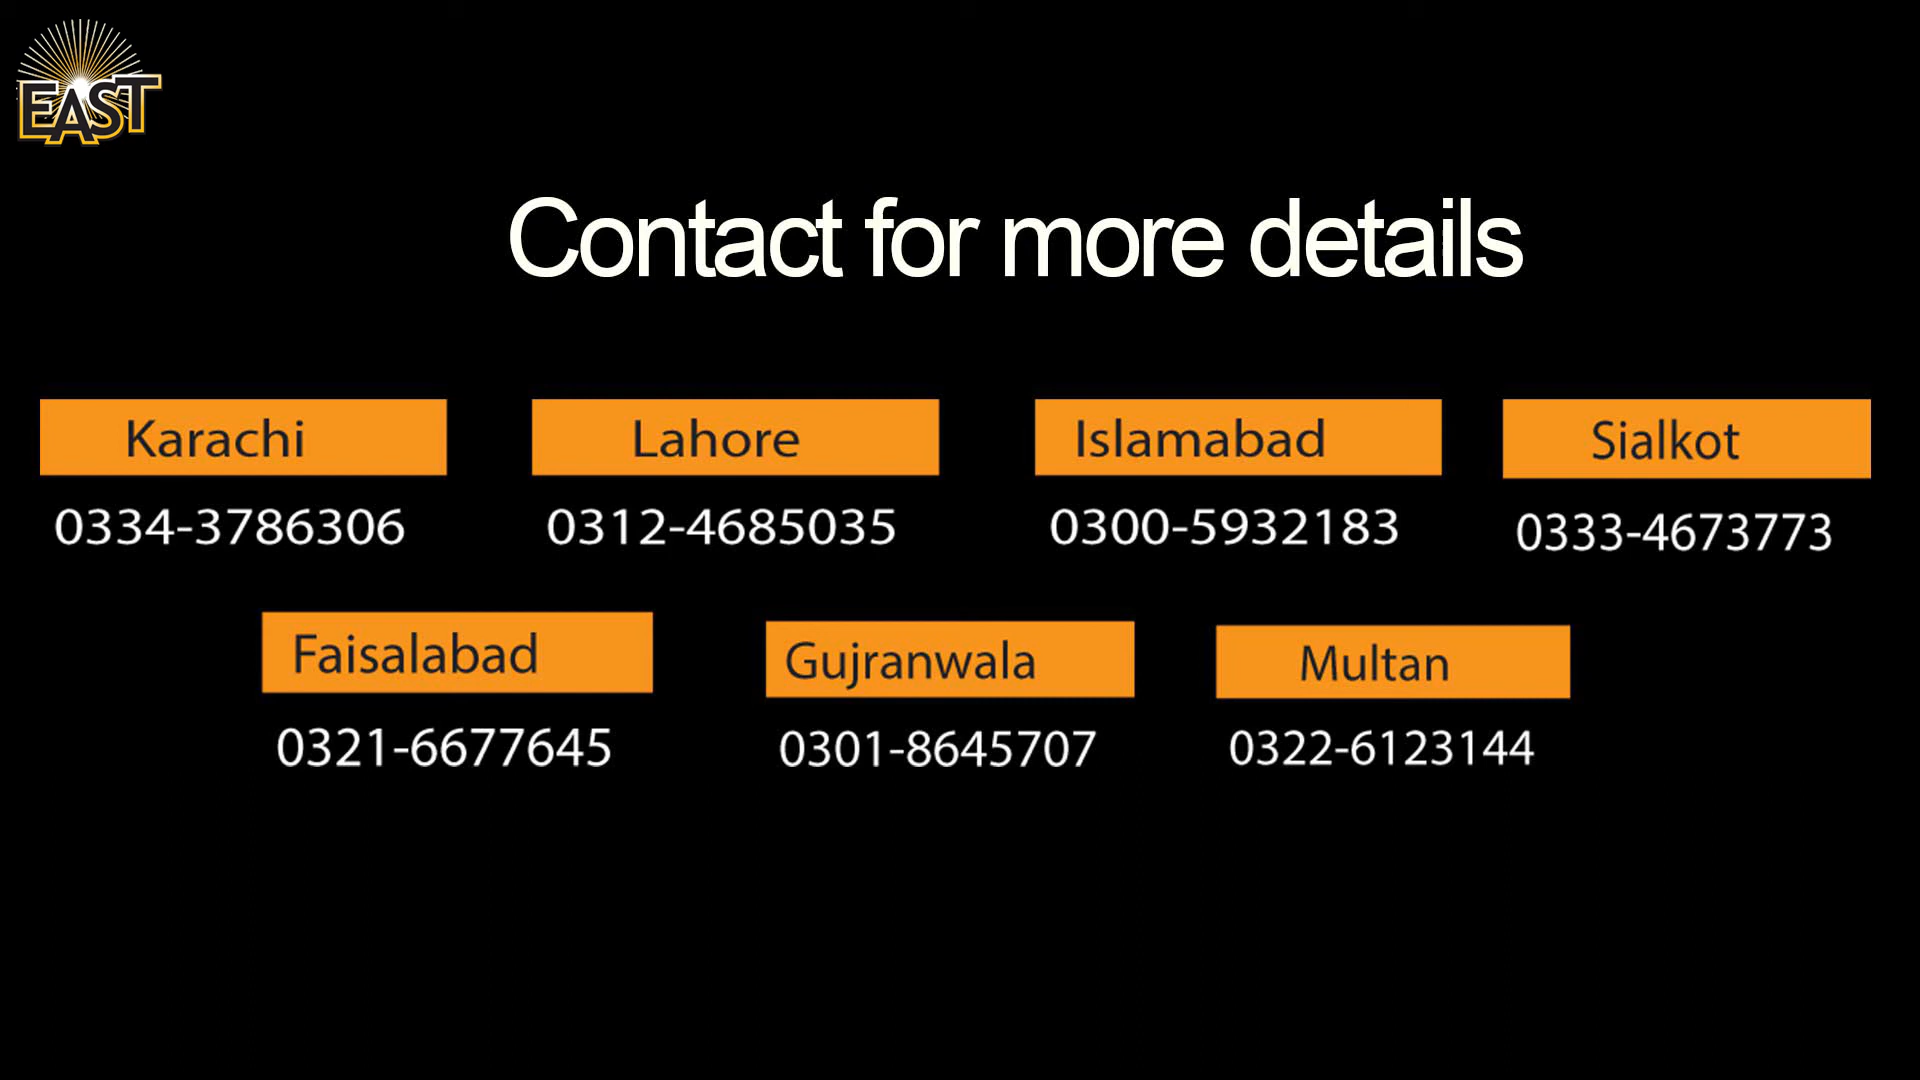 EAST
Contact for more details
Karachi Lahore Islamabad Sialkot
0334-3786306 0312-4685035 0300-5932183 0333-4673773
Faisalabad Gujranwala Multan
0321-6677645 0301-8645707 0322-6123144